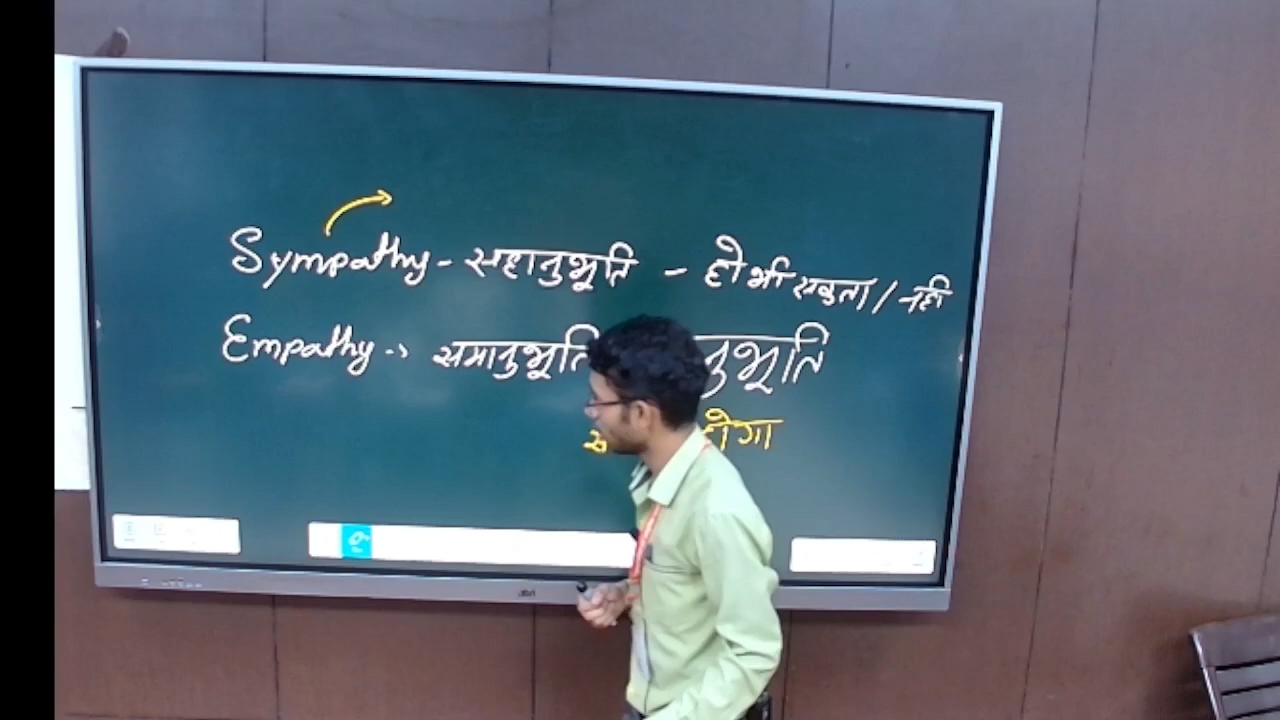 Sympathy - सहानुभूति - हो भी सकता / नही
Empathy -> समानुभूति नुभूति
होगा